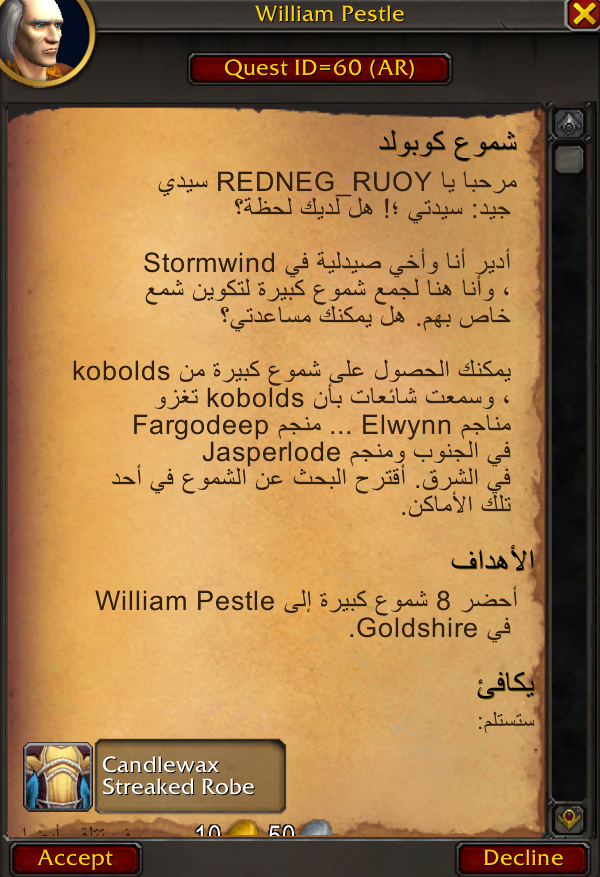 William Pestle
Quest ID=60 (AR)
شموع كوبولد
مرحبا يا REDNEG_RUOY سيدي
جيد: سيدتي ؛! هل لديك لحظة؟
أدير أنا وأخي صيدلية في Stormwind
، وأنا هنا لجمع شموع كبيرة لتكوين شمع
خاص بهم. هل يمكنك مساعدتي؟
يمكنك الحصول على شموع كبيرة من kobolds
، وسمعت شائعات بأن kobolds تغزو
مناجم Elwynn ... منجم Fargodeep
في الجنوب ومنجم Jasperlode
في الشرق. أقترح البحث عن الشموع في أحد
تلك الأماكن.
الأهداف
أحضر 8 شموع كبيرة إلى William Pestle
في Goldshire.
يكافئ
ستستلم:
Candlewax
Streaked Robe
10 50
Accept
Decline